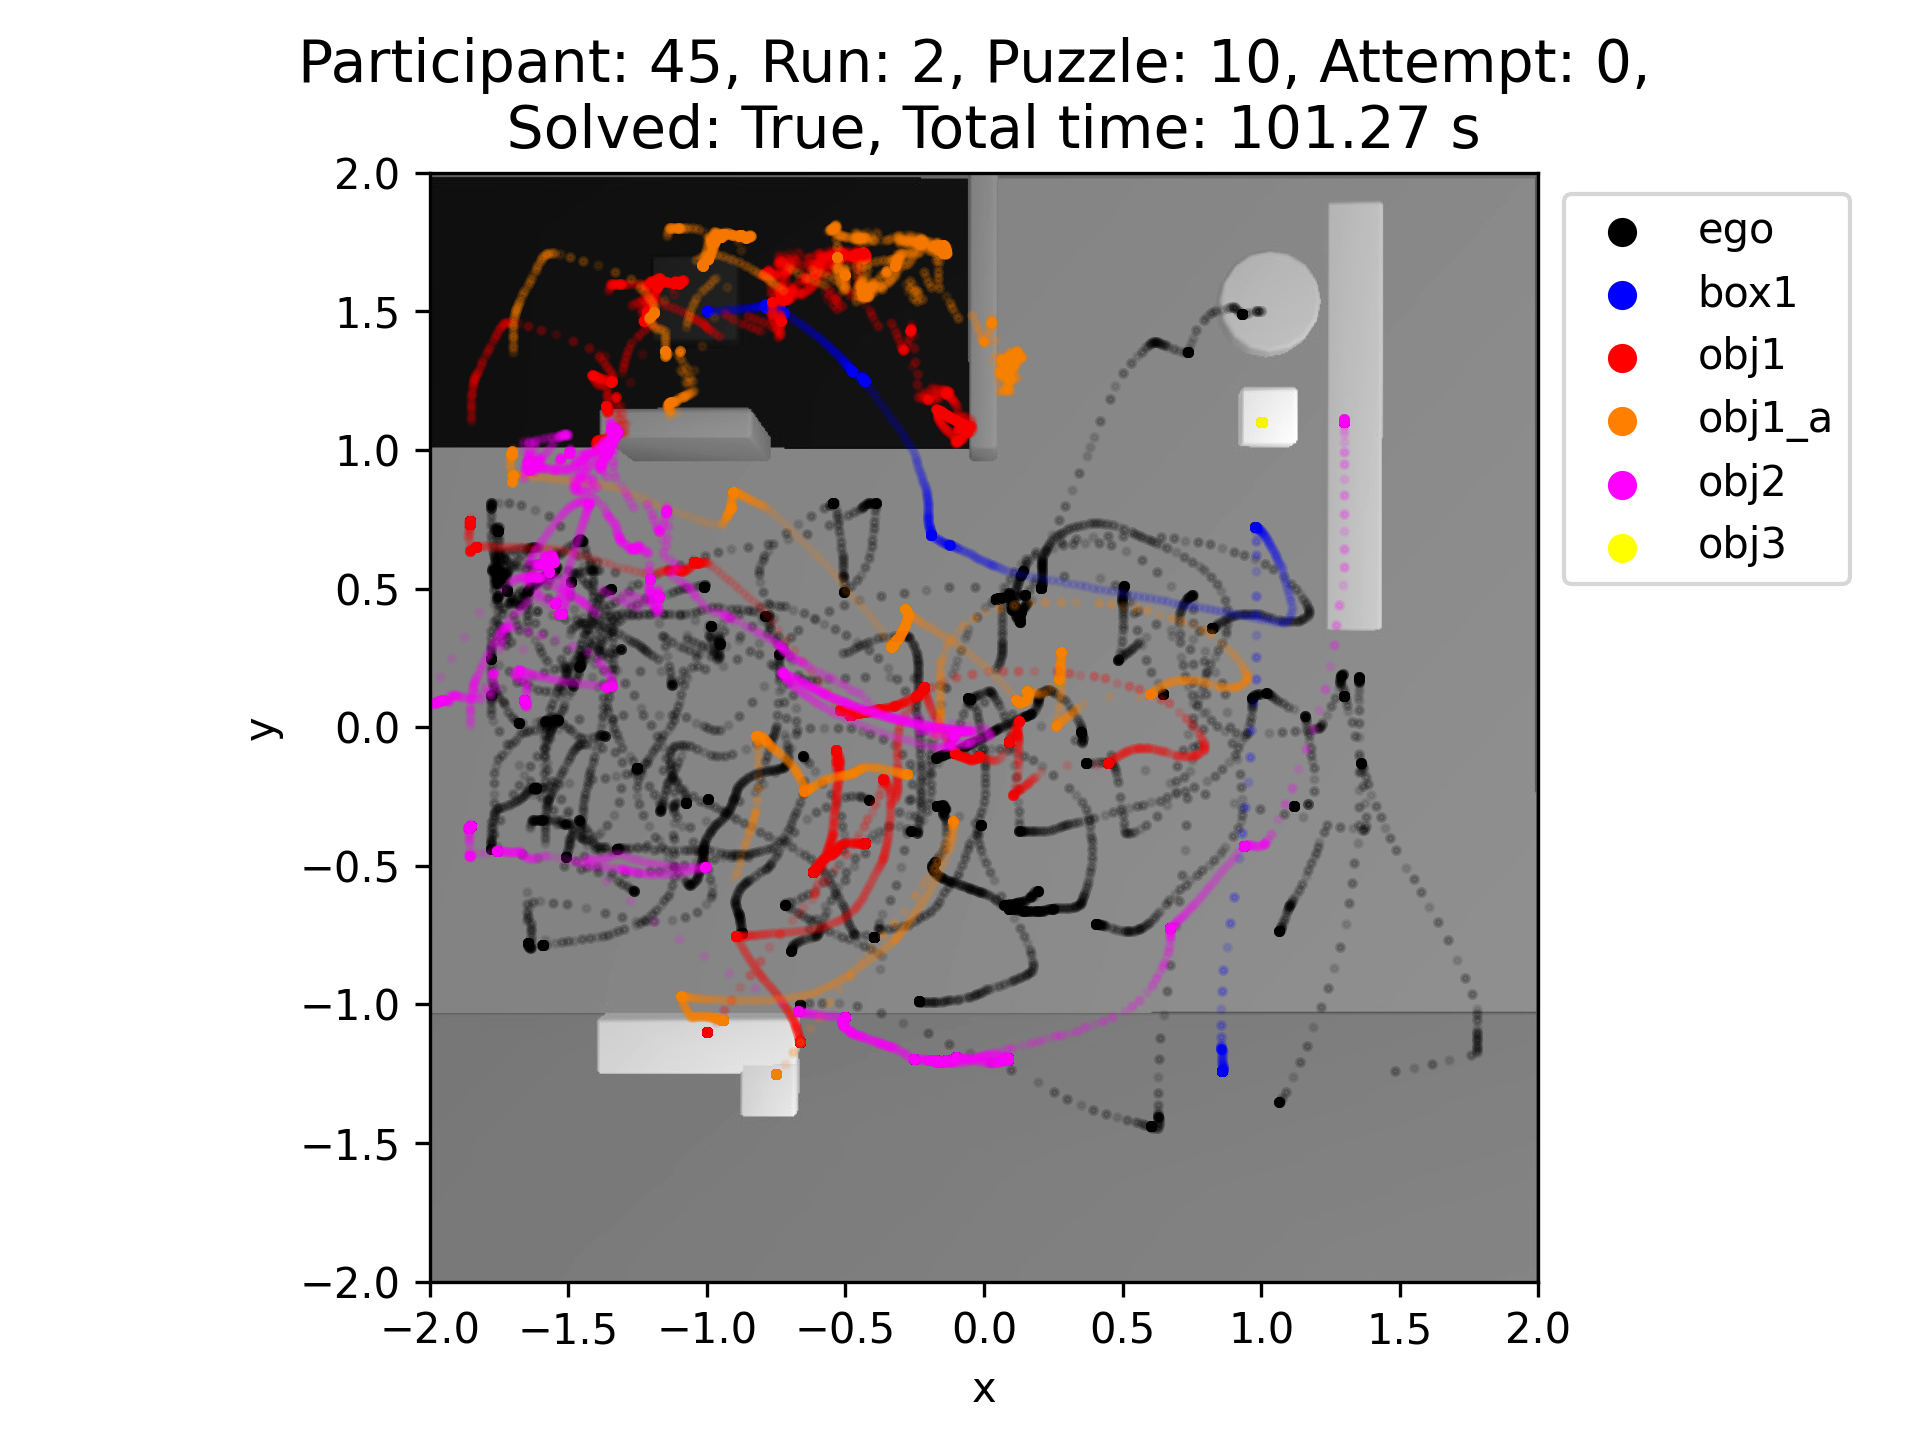 Participant: 45, Run: 2, Puzzle: 10, Attempt: 0,
Solved: True, Total time: 101.27 s
2.0
1.5
1.0
0.5
0.0
−0.5
−1.0
−1.5
−2.0
y
−2.0 −1.5 −1.0 −0.5 0.0 0.5 1.0 1.5 2.0
x
ego
box1
obj1
obj1_a
obj2
obj3